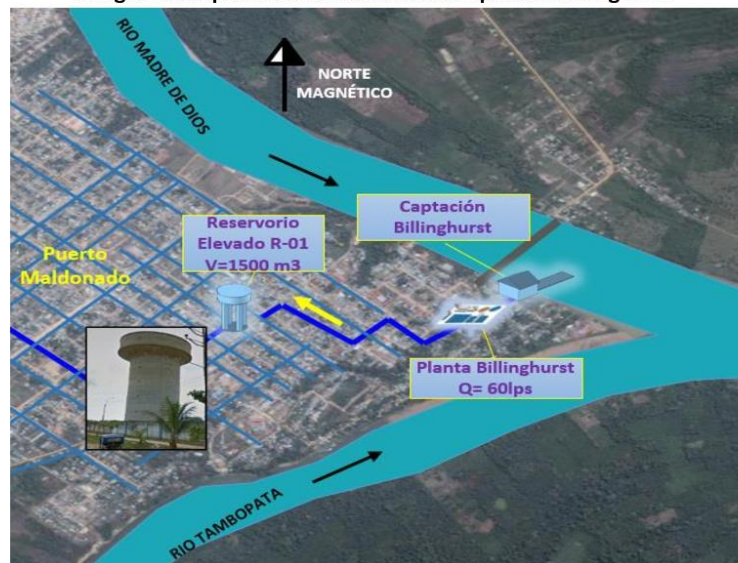 RIO MADRE DE DIOS
NORTE
MAGNÉTICO
Captación
Billinghurst
Reservorio
Elevado R-01
V=1500 m3
Puerto
Maldonado
Planta Billinghurst
Q= 60lps
RIO TAMBOPATA